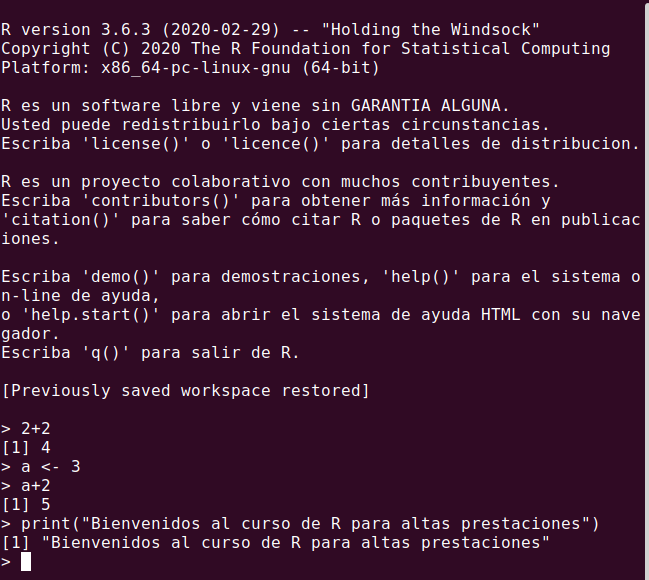 R version 3.6.3 (2020-02-29) -- "Holding the Windsock"
Copyright (C) 2020 The R Foundation for Statistical Computing
Platform: x86_64-pc-linux-gnu (64-bit)
R es un software libre y viene sin GARANTIA ALGUNA.
Usted puede redistribuirlo bajo ciertas circunstancias.
Escriba 'license()' o 'licence()' para detalles de distribucion.
R es un proyecto colaborativo con muchos contribuyentes.
Escriba 'contributors()' para obtener más información y
'citation()' para saber cómo citar R o paquetes de R en publicac
iones.
Escriba 'demo()' para demostraciones, 'help()' para el sistema o
n-line de ayuda,
o 'help.start()' para abrir el sistema de ayuda HTML con su nave
gador.
Escriba 'q()' para salir de R.
[Previously saved workspace restored]
> 2+2
[1] 4
> a <- 3
> a+2
[1] 5
> print("Bienvenidos al curso de R para altas prestaciones")
[1] "Bienvenidos al curso de R para altas prestaciones"
>